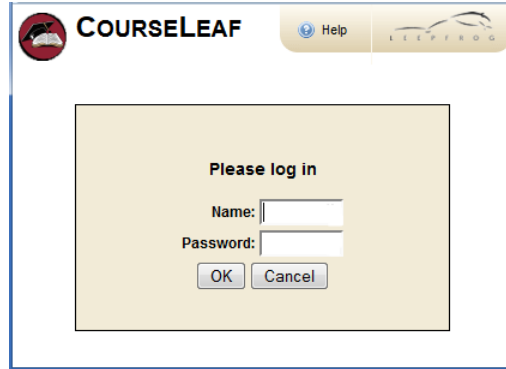 COURSELEAF
Help
LEEPFROG
Please log in
Name:
Password:
OK Cancel